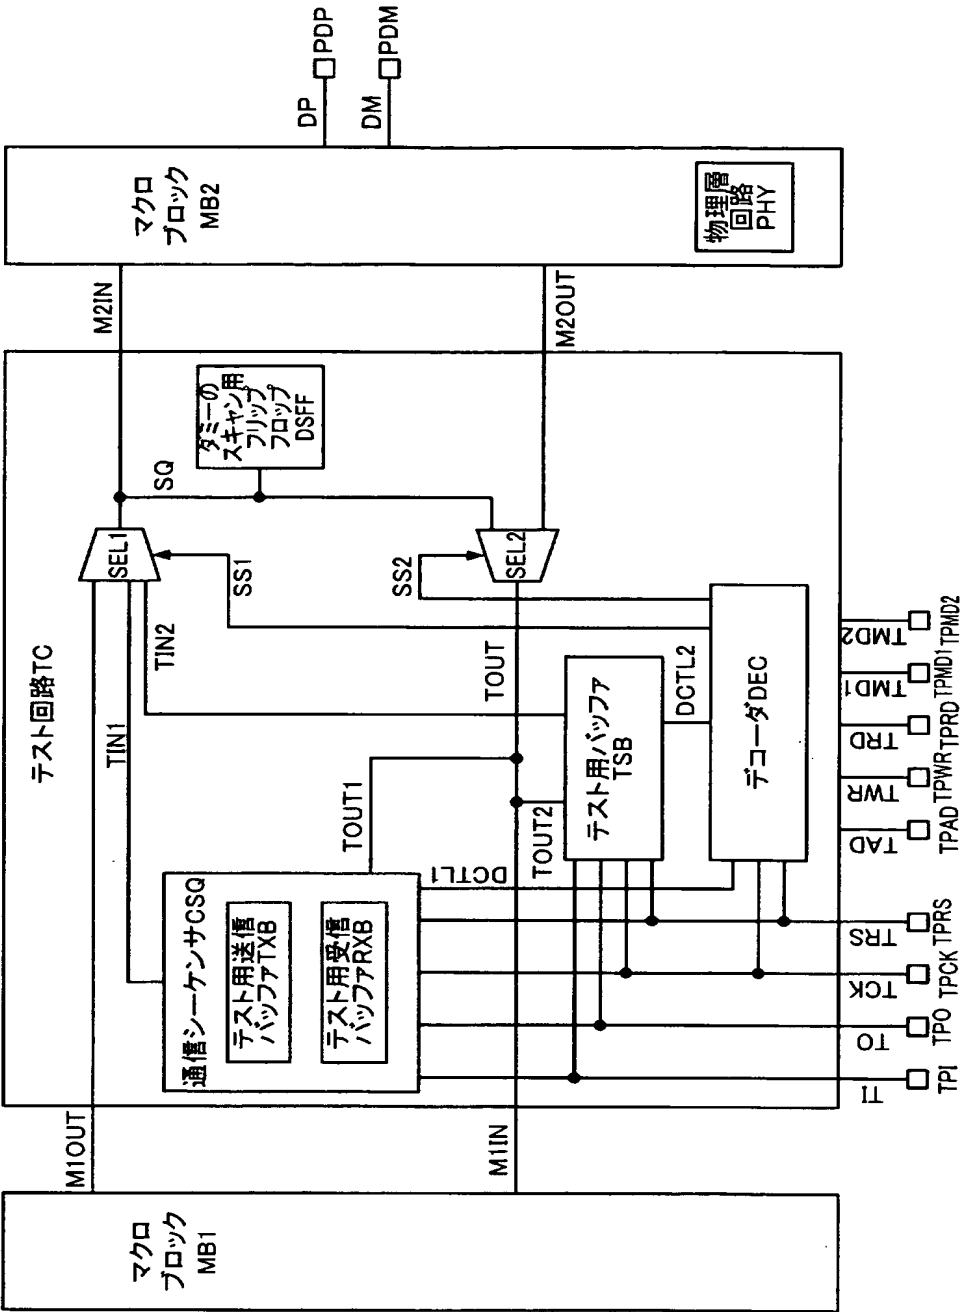 マクロ
ブロック
MB1
M1OUT
M1IN
テスト回路TC
通信シーケンサCSQ
テスト用送信
バッファTXB
テスト用受信
バッファRXB
TIN1
TIN2
SEL1
SS1
SQ
ダミーの
スキャン用
フリップ
フロップ
DSFF
TOUT1
TOUT
TOUT2
SS2
SEL2
DCTL1
テスト用バッファ
TSB
DCTL2
デコーダDEC
M2IN
M2OUT
マクロ
ブロック
MB2
物理層
回路
PHY
DP
PDP
DM
PDM
TI
TO
TCK
TRS
TAD
TWR
TRD
TMD1
TMD2
TPI
TPO
TPCK
TPRS
TPAD
TPWR
TPRD
TPMD1
TPMD2